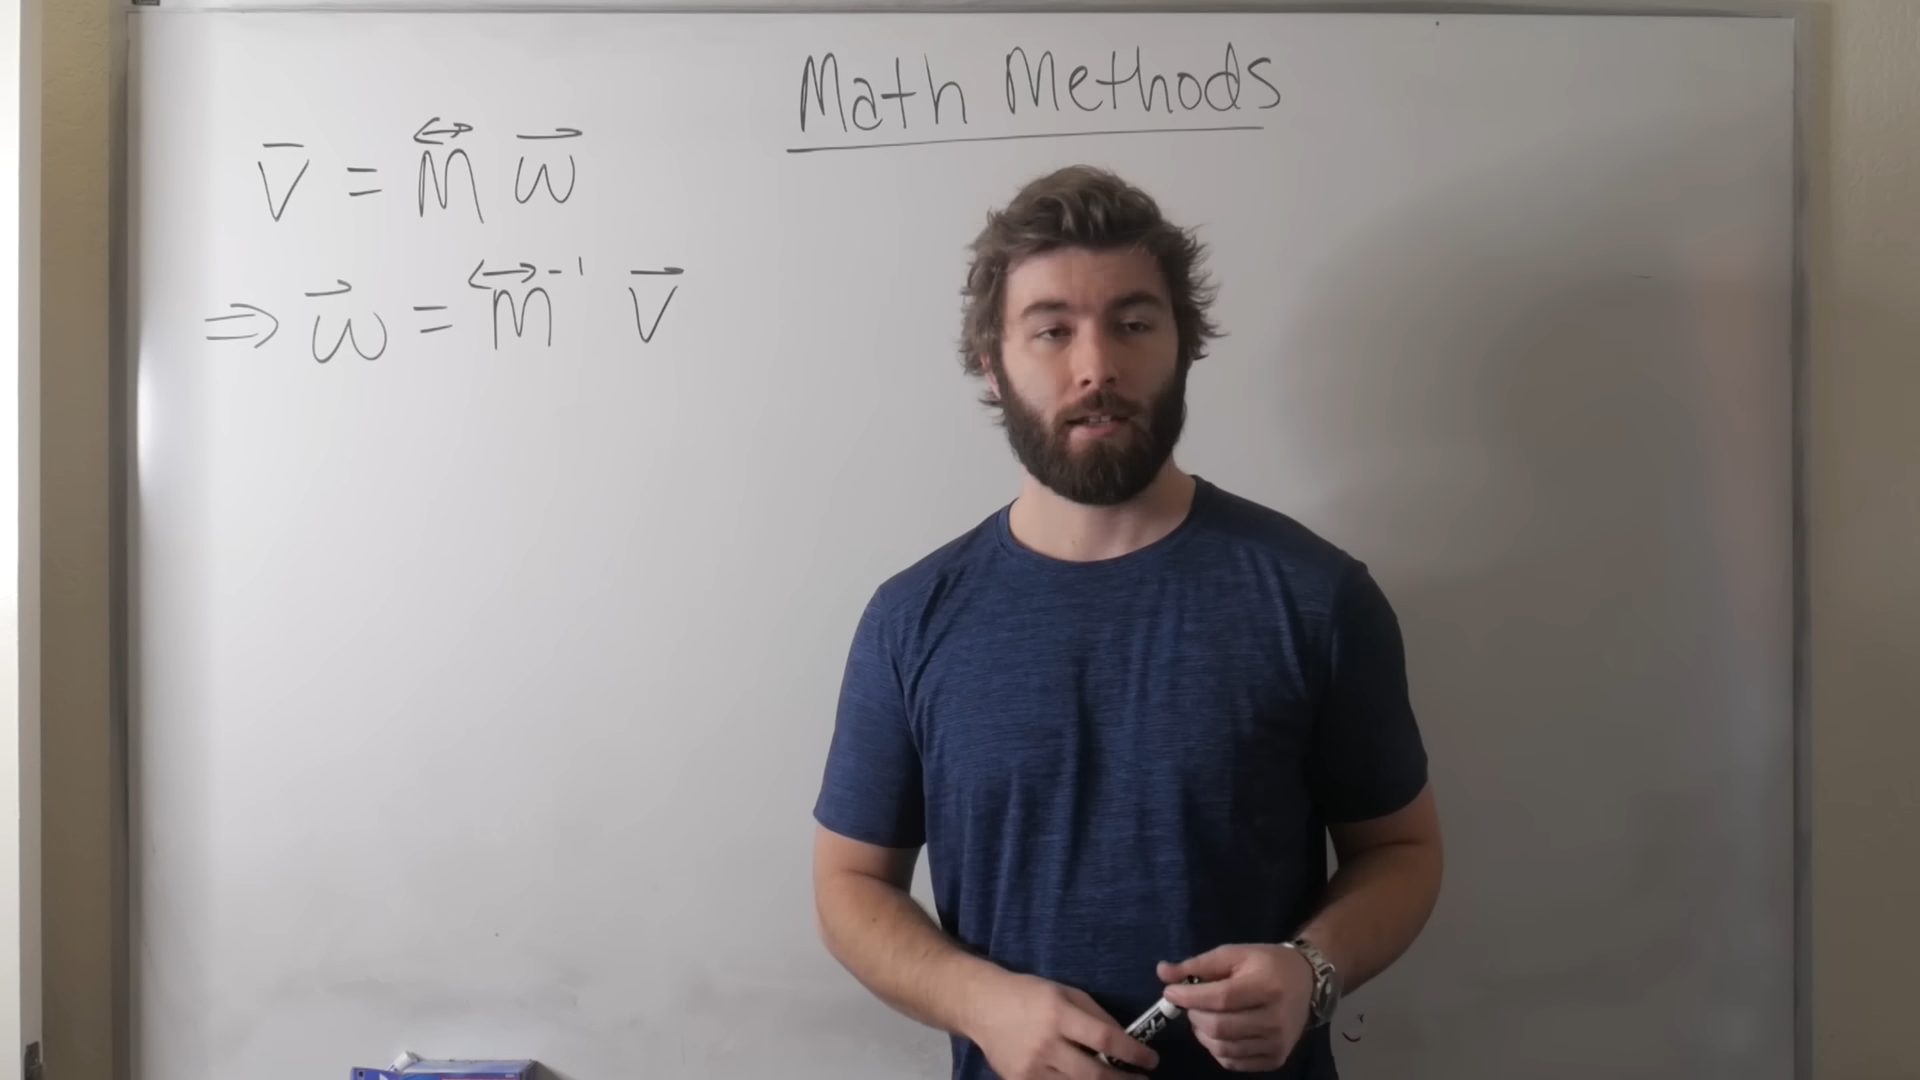 Math Methods
v̄ = M⃡ w⃗
⇒ w⃗ = M⃡⁻¹ v⃗